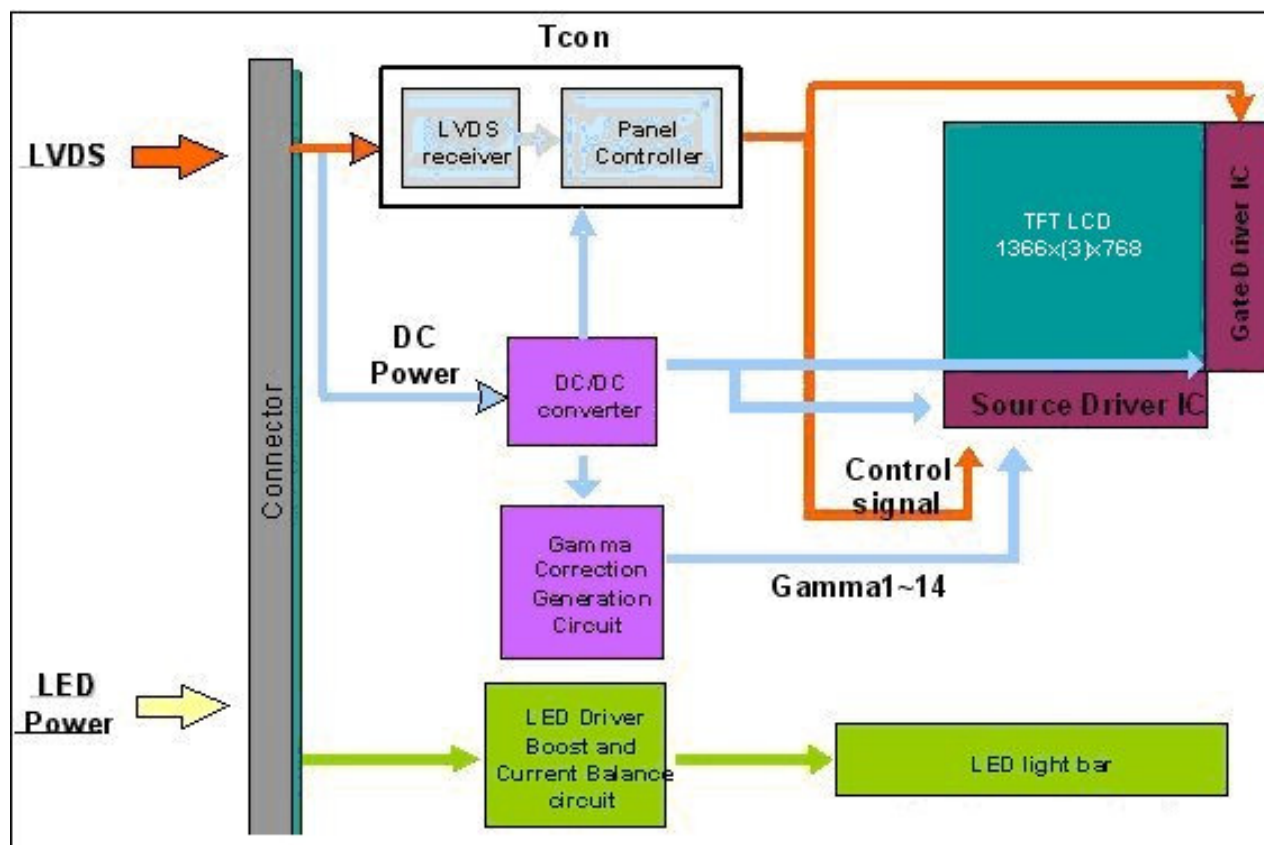 Tcon
LVDS
LVDS
receiver
Panel
Controller
TFT LCD
1366x(3)x768
Gate Driver IC
DC
Power
DC/DC
converter
Source Driver IC
Connector
Control
signal
Gamma
Correction
Generation
Circuit
Gamma1~14
LED
Power
LED Driver
Boost and
Current Balance
circuit
LED light bar